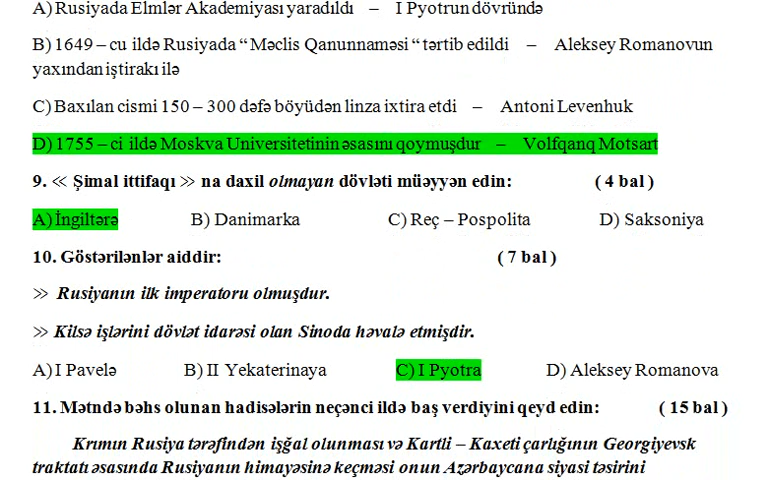 A) Rusiyada Elmlər Akademiyası yaradıldı – I Pyotrun dövründə
B) 1649 – cu ildə Rusiyada “ Məclis Qanunnaməsi “ tərtib edildi – Aleksey Romanovun
yaxından iştirakı ilə
C) Baxılan cismi 150 – 300 dəfə böyüdən linza ixtira etdi – Antoni Levenhuk
D) 1755 – ci ildə Moskva Universitetinin əsasını qoymuşdur – Volfqanq Motsart
9. << Şimal ittifaqı >> na daxil olmayan dövləti müəyyən edin: ( 4 bal )
A) İngiltərə B) Danimarka C) Reç – Pospolita D) Saksoniya
10. Göstərilənlər aiddir: ( 7 bal )
>> Rusiyanın ilk imperatoru olmuşdur.
>> Kilsə işlərini dövlət idarəsi olan Sinoda həvalə etmişdir.
A) I Pavelə B) II Yekaterinaya C) I Pyotra D) Aleksey Romanova
11. Mətndə bəhs olunan hadisələrin neçənci ildə baş verdiyini qeyd edin: ( 15 bal )
Krımın Rusiya tərəfindən işğal olunması və Kartli – Kaxeti çarlığının Georgiyevsk
traktatı əsasında Rusiyanın himayəsinə keçməsi onun Azərbaycana siyasi təsirini